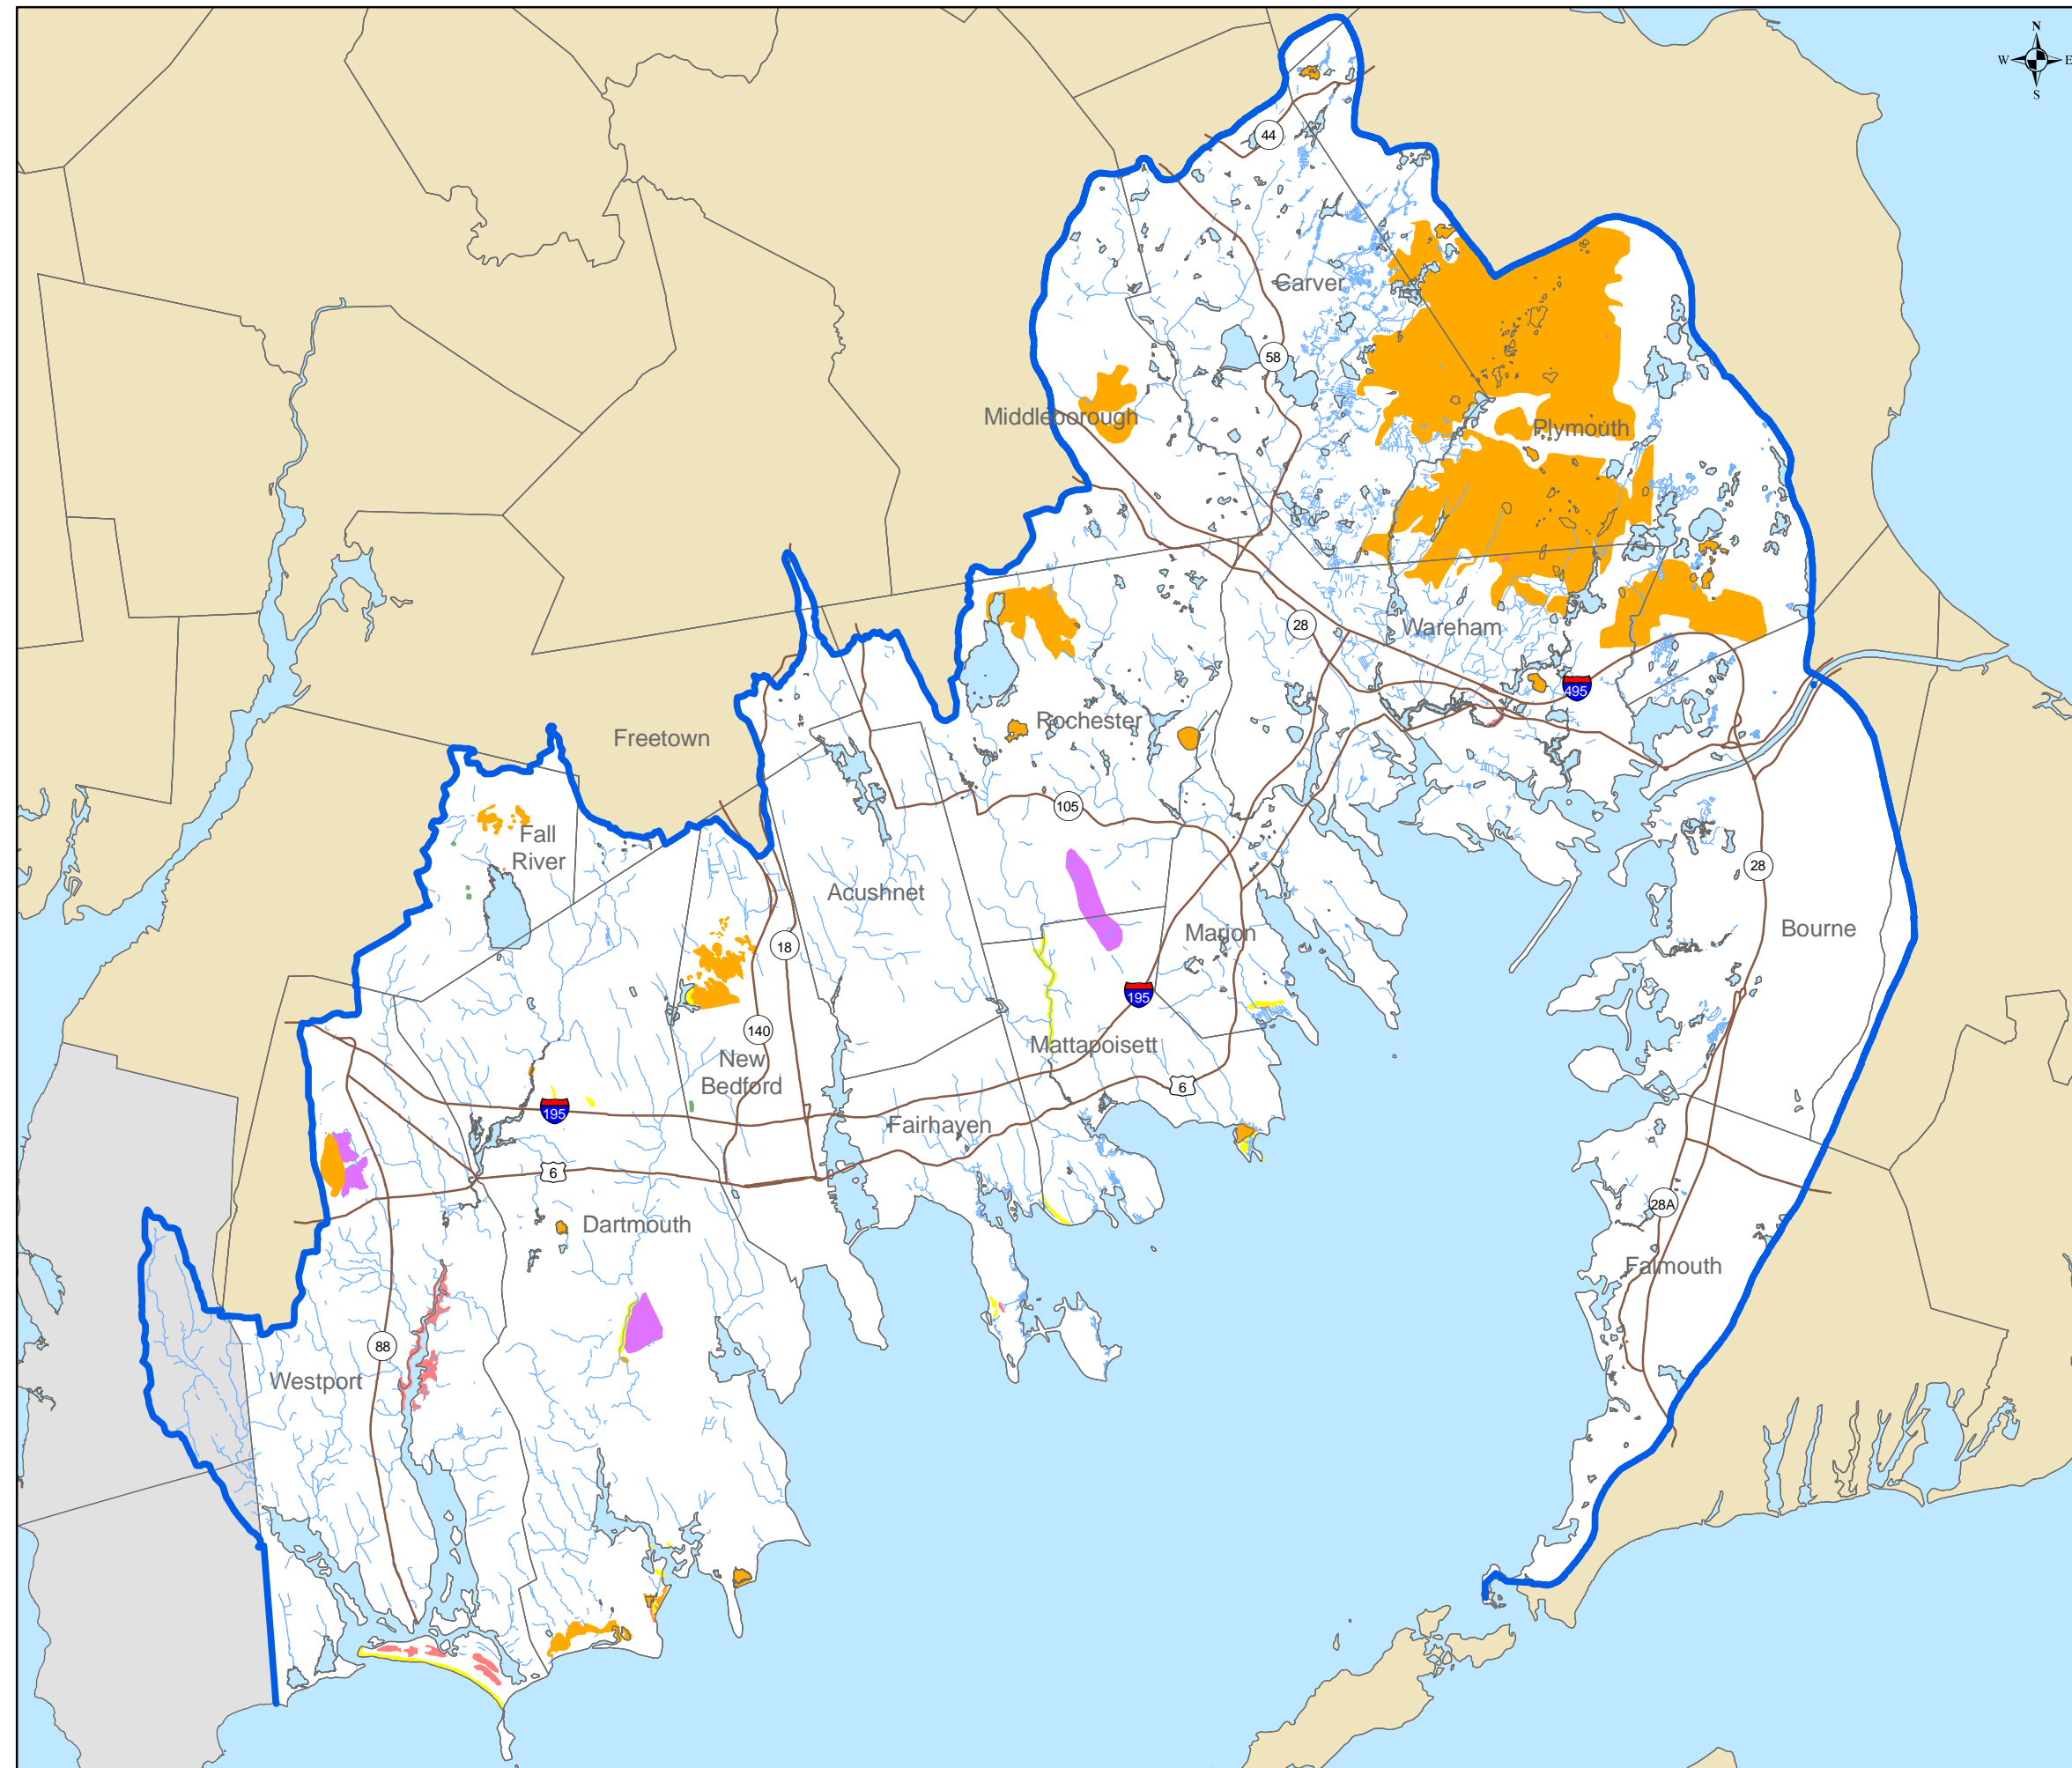 N
W E
S
44
Carver
58
Middleborough
Plymouth
28
Wareham
495
Rochester
Freetown
105
Fall
River
28
Acushnet
Bourne
Marion
18
195
140
Mattapoisett
New
Bedford
6
195
Fairhaven
6
28A
Dartmouth
Falmouth
88
Westport